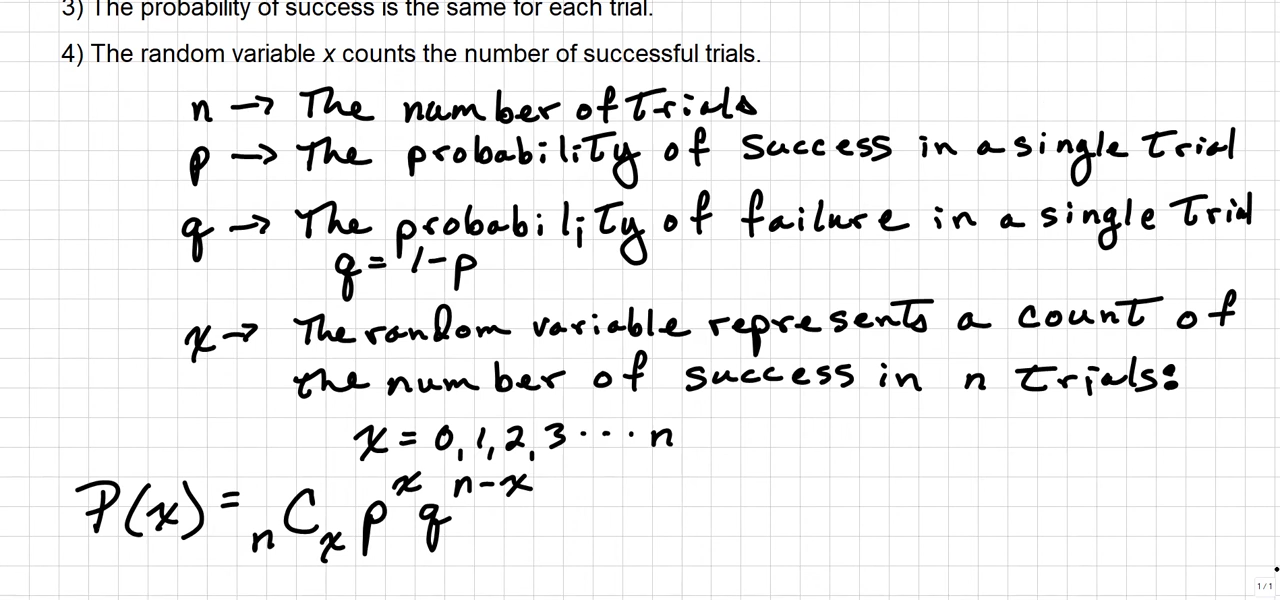 3) The probability of success is the same for each trial.
4) The random variable x counts the number of successful trials.
n → The number of Trials
p → The probability of success in a single Trial
q → The probability of failure in a single Trial
q = 1 - p
x → The random variable represents a count of
the number of success in n trials:
x = 0, 1, 2, 3 ... n
P(x) = ₙCₓ pˣ qⁿ⁻ˣ
1/1